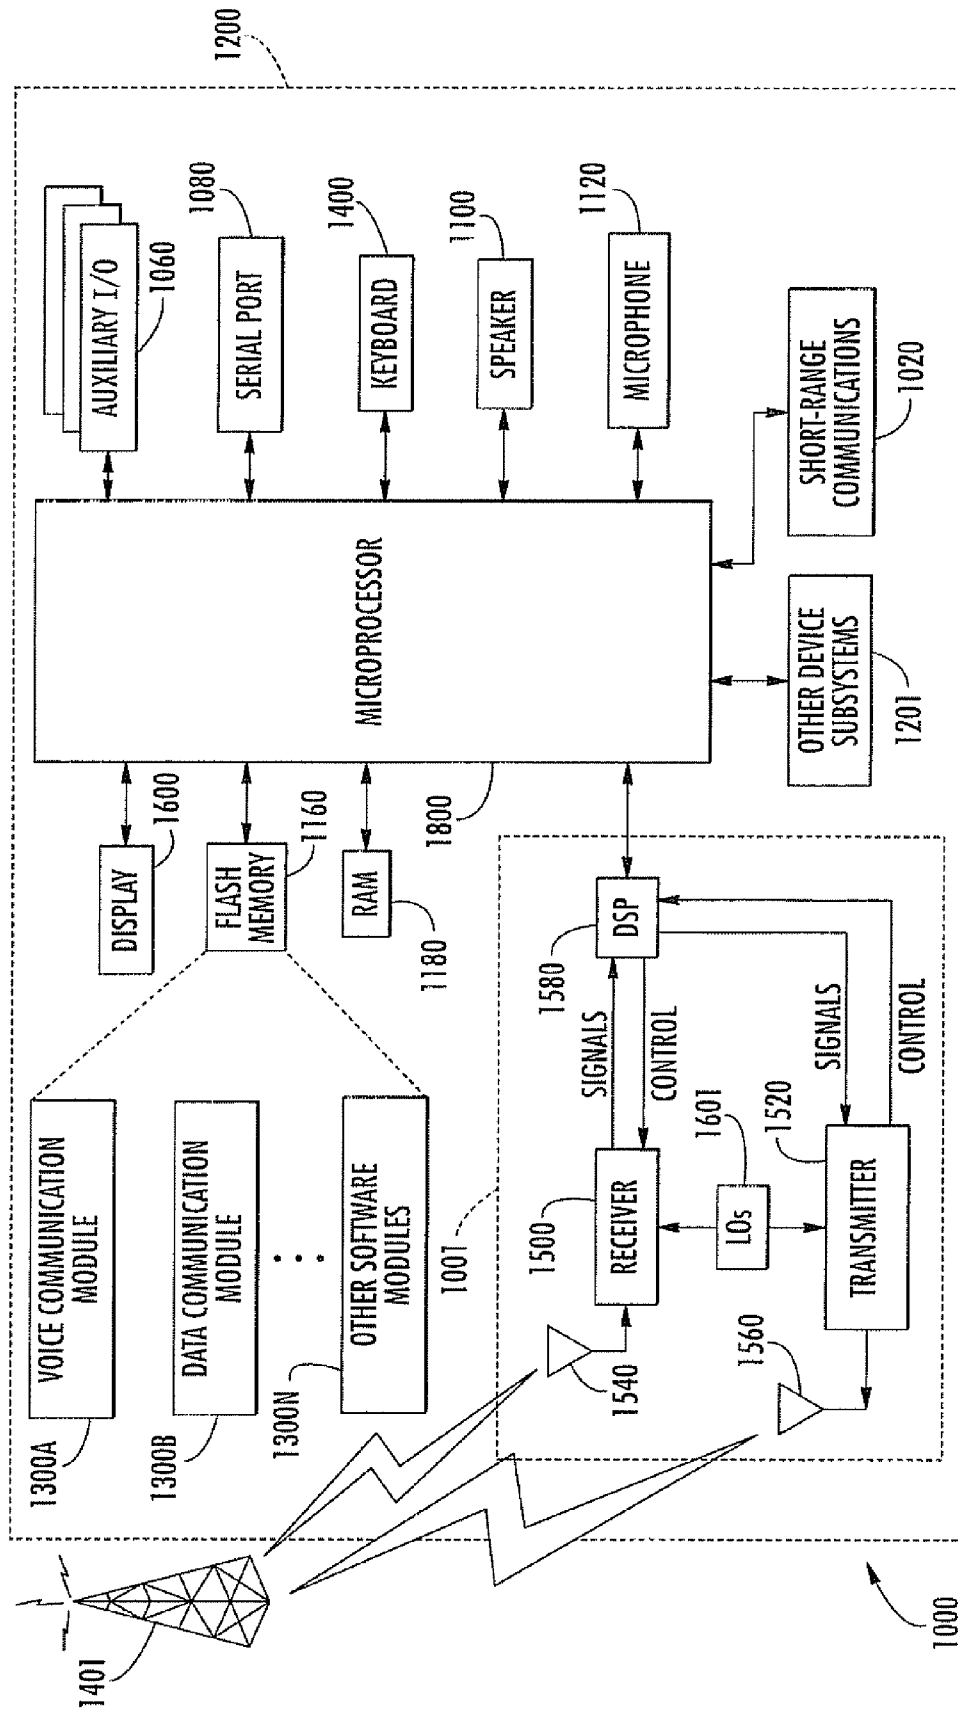 1200
AUXILIARY I/O
1060
SERIAL PORT
1080
KEYBOARD
1400
SPEAKER
1100
MICROPHONE
1120
SHORT-RANGE
COMMUNICATIONS
1020
MICROPROCESSOR
1800
OTHER DEVICE
SUBSYSTEMS
1201
DISPLAY
1600
FLASH
MEMORY
1160
RAM
1180
VOICE COMMUNICATION
MODULE
1300A
DATA COMMUNICATION
MODULE
1300B
OTHER SOFTWARE
MODULES
1300N
1001
DSP
1580
SIGNALS
CONTROL
SIGNALS
CONTROL
RECEIVER
1500
LOs
1601
TRANSMITTER
1520
1540
1560
1401
1000